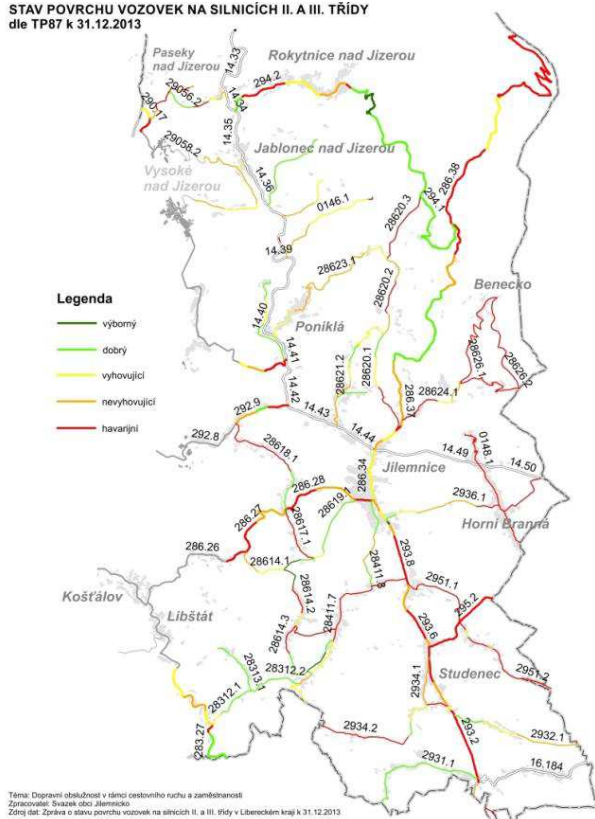 STAV POVRCHU VOZOVEK NA SILNICÍCH II. A III. TŘÍDY
dle TP87 k 31.12.2013
Paseky
nad Jizerou
14.33
Rokytnice nad Jizerou
294.2
29056.2
14.34
290.17
14.35
29058.2
Jablonec nad Jizerou
Vysoké
nad Jizerou
14.36
0146.1
286.38
294.1
28620.3
14.39
28623.1
28620.2
Benecko
Legenda
výborný
dobrý
vyhovující
nevyhovující
havarijní
14.40
Poniklá
14.41
28621.2
28620.1
28626.1
28626.2
14.42
286.37
28624.1
292.9
14.43
292.8
14.44
28618.1
14.49
0148.1
14.50
Jilemnice
286.34
286.28
28619.1
2936.1
286.27
28617.1
Horní Branná
286.26
293.8
28614.1
28411.8
2951.1
Košťálov
28614.2
28411.7
295.2
Libštát
28614.3
293.6
28313.1
28312.2
Studenec
2951.2
28312.1
2934.1
2934.2
293.2
2932.1
283.27
2931.1
16.184
Téma: Dopravní obslužnost v rámci cestovního ruchu a zaměstnanosti
Zpracovatel: Svazek obcí Jilemnicko
Zdroj dat: Zpráva o stavu povrchu vozovek na silnicích II. a III. třídy v Libereckém kraji k 31.12.2013